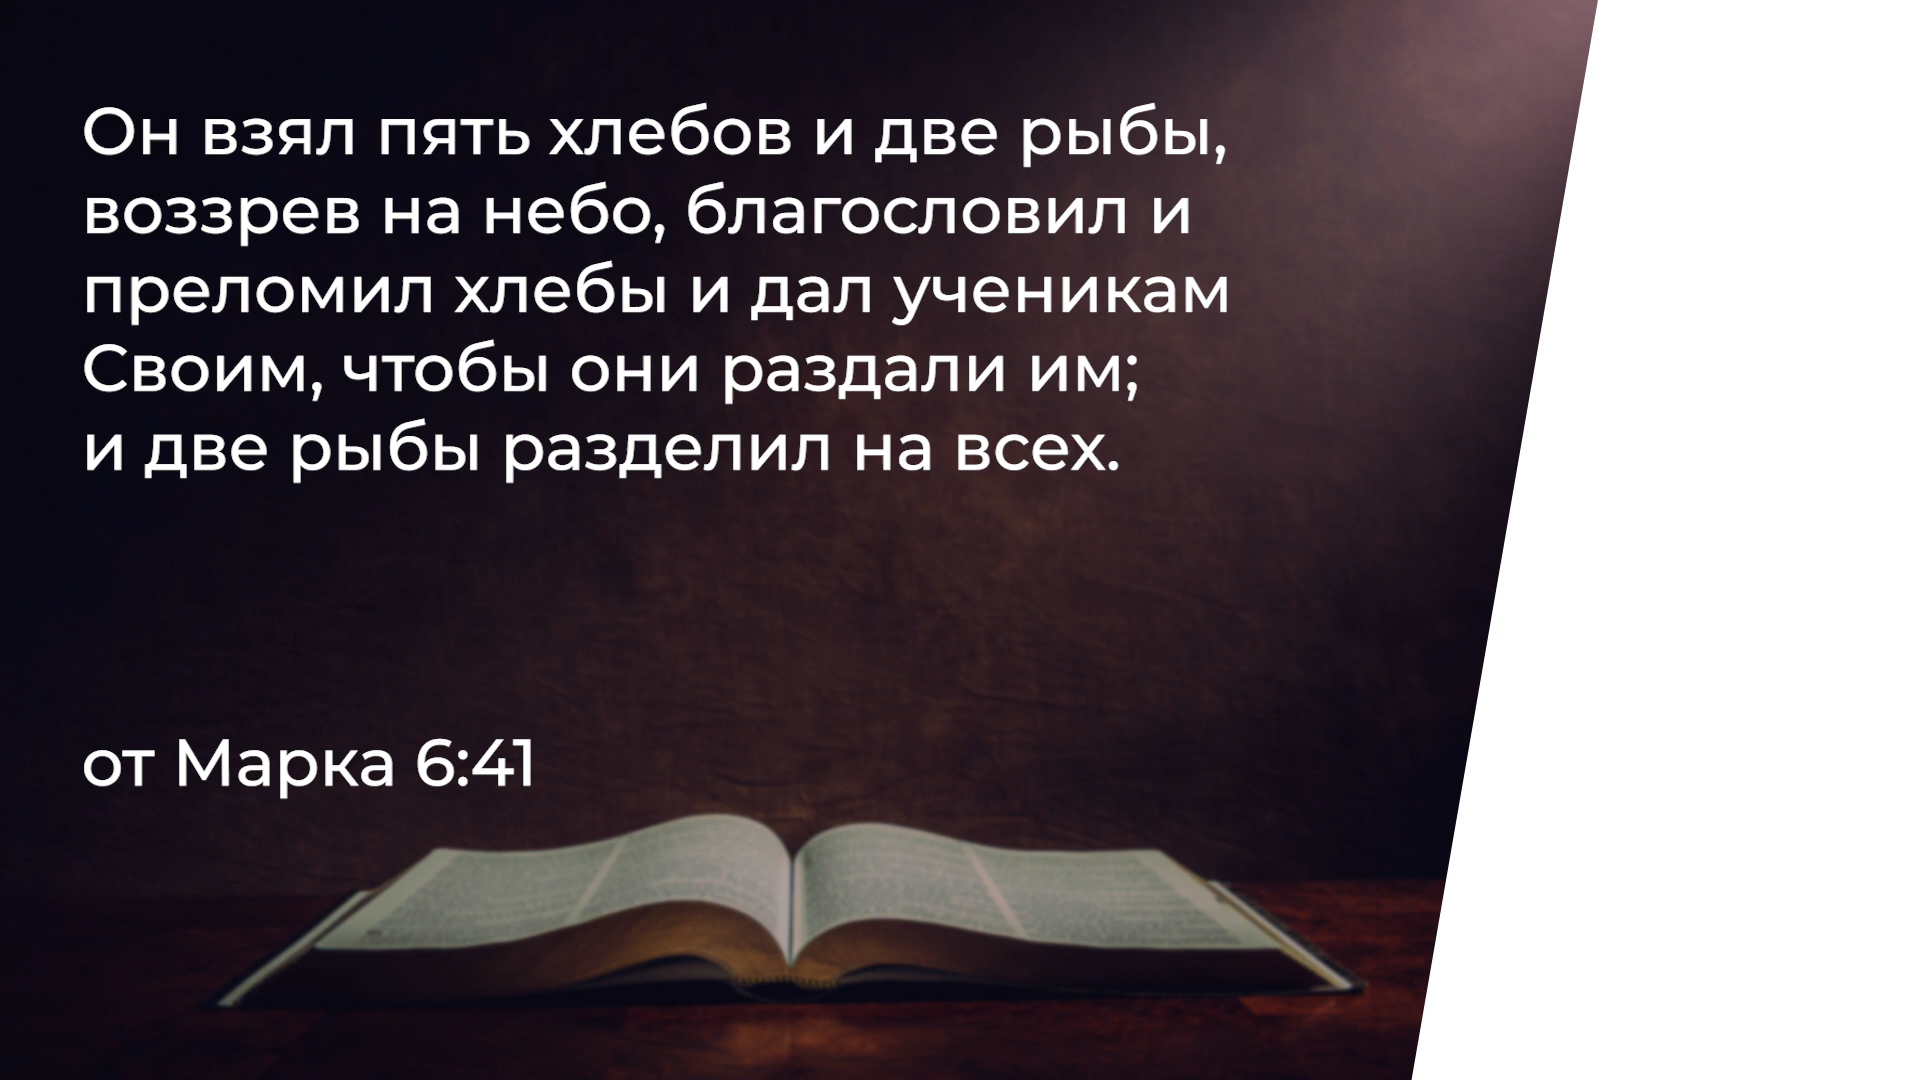 Он взял пять хлебов и две рыбы,
воззрев на небо, благословил и
преломил хлебы и дал ученикам
Своим, чтобы они раздали им;
и две рыбы разделил на всех.
от Марка 6:41